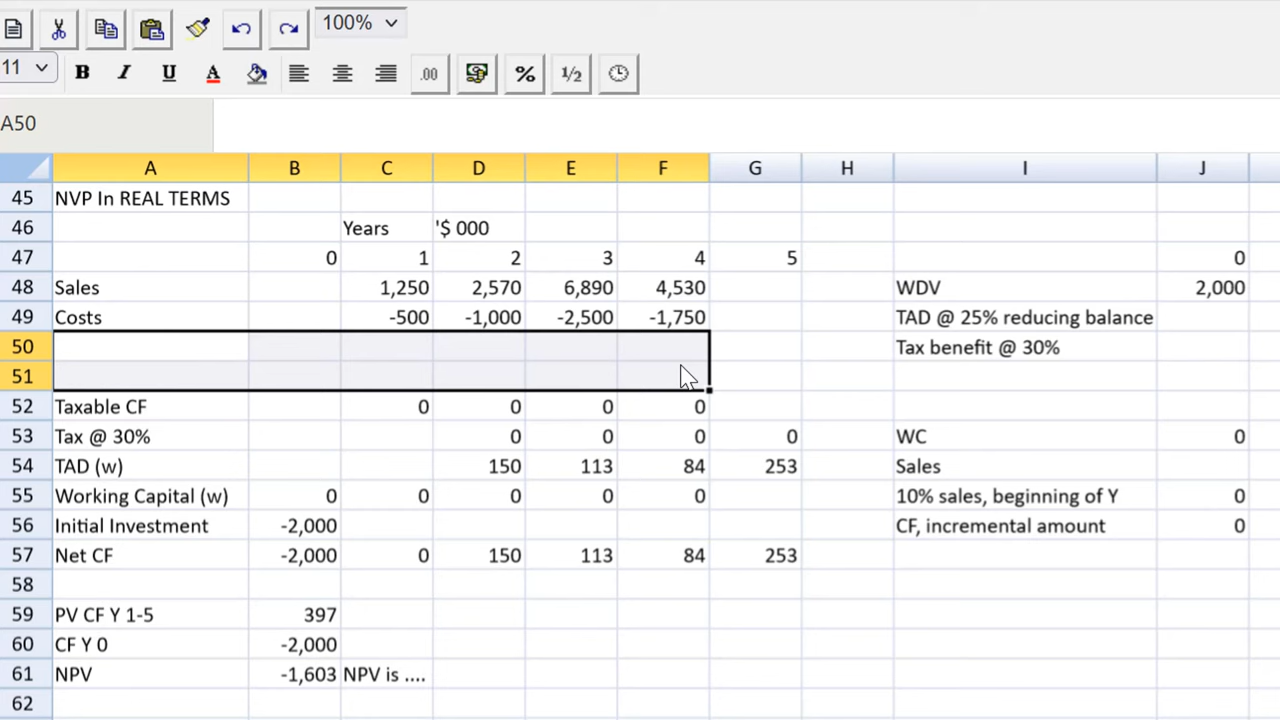 100%
11 B I U A .00 % 1/2
A50
A B C D E F G H I J
45 NVP In REAL TERMS
46 Years '$ 000
47 0 1 2 3 4 5 0
48 Sales 1,250 2,570 6,890 4,530 WDV 2,000
49 Costs -500 -1,000 -2,500 -1,750 TAD @ 25% reducing balance
50 Tax benefit @ 30%
51
52 Taxable CF 0 0 0 0
53 Tax @ 30% 0 0 0 0 WC 0
54 TAD (w) 150 113 84 253 Sales
55 Working Capital (w) 0 0 0 0 0 10% sales, beginning of Y 0
56 Initial Investment -2,000 CF, incremental amount 0
57 Net CF -2,000 0 150 113 84 253
58
59 PV CF Y 1-5 397
60 CF Y 0 -2,000
61 NPV -1,603 NPV is ....
62